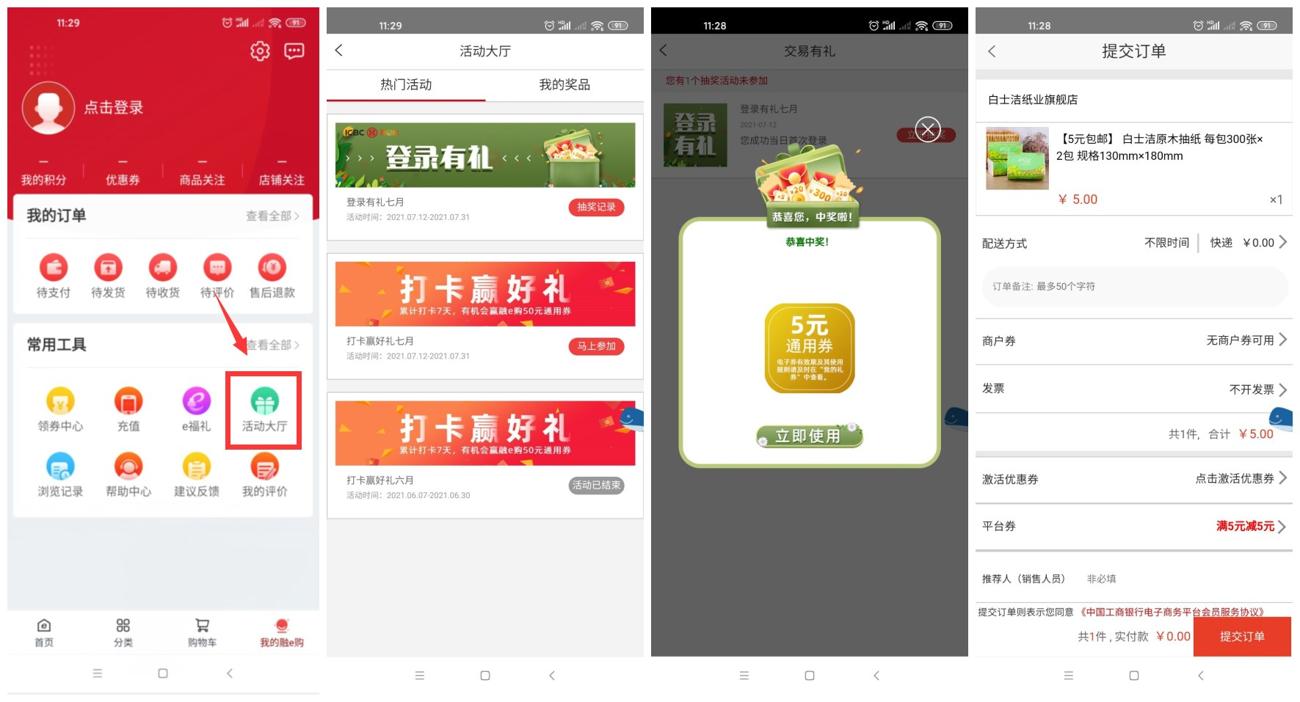 11:29
91
点击登录
我的积分
优惠券
商品关注
店铺关注
我的订单
查看全部
待支付
待发货
待收货
待评价
售后退款
常用工具
查看全部
领券中心
充值
e福礼
活动大厅
浏览记录
帮助中心
建议反馈
我的评价
首页
分类
购物车
我的融e购
11:29
91
活动大厅
热门活动
我的奖品
ICBC
登录有礼
登录有礼七月
活动时间：2021.07.12-2021.07.31
抽奖记录
打卡赢好礼
累计打卡7天，有机会赢融e购50元通用券
打卡赢好礼七月
活动时间：2021.07.12-2021.07.31
马上参加
打卡赢好礼
累计打卡7天，有机会赢融e购50元通用券
打卡赢好礼六月
活动时间：2021.06.07-2021.06.30
活动已结束
11:28
91
交易有礼
您有1个抽奖活动未参加
登录
有礼
登录有礼七月
2021-07-12
您成功当日首次登录
恭喜您，中奖啦！
恭喜中奖！
5元
通用券
电子券有效期及其使用
规则请及时在“我的礼
券”中查看。
立即使用
11:28
91
提交订单
白士洁纸业旗舰店
【5元包邮】 白士洁原木抽纸 每包300张×
2包 规格130mm×180mm
¥ 5.00
×1
配送方式
不限时间
快递 ¥0.00
订单备注: 最多50个字符
商户券
无商户券可用
发票
不开发票
共1件, 合计 ¥5.00
激活优惠券
点击激活优惠券
平台券
满5元减5元
推荐人（销售人员） 非必填
提交订单则表示您同意 《中国工商银行电子商务平台会员服务协议》
共1件 , 实付款 ¥0.00
提交订单